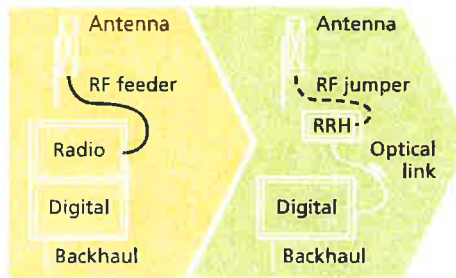 Antenna
RF feeder
Radio
Digital
Backhaul
Antenna
RF jumper
RRH
Optical
link
Digital
Backhaul